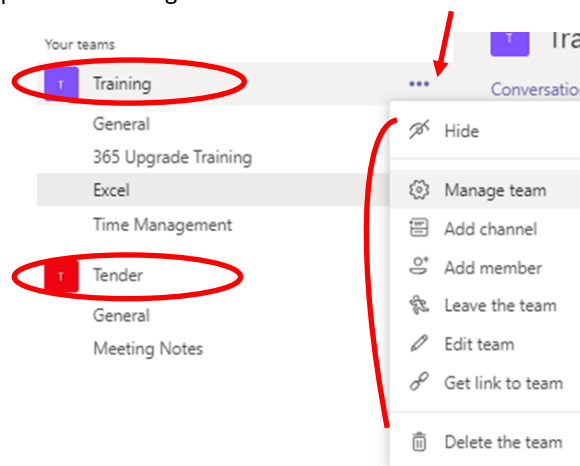 Your teams
T Training
General
365 Upgrade Training
Excel
Time Management
T Tender
General
Meeting Notes
T
Conversation
Hide
Manage team
Add channel
Add member
Leave the team
Edit team
Get link to team
Delete the team